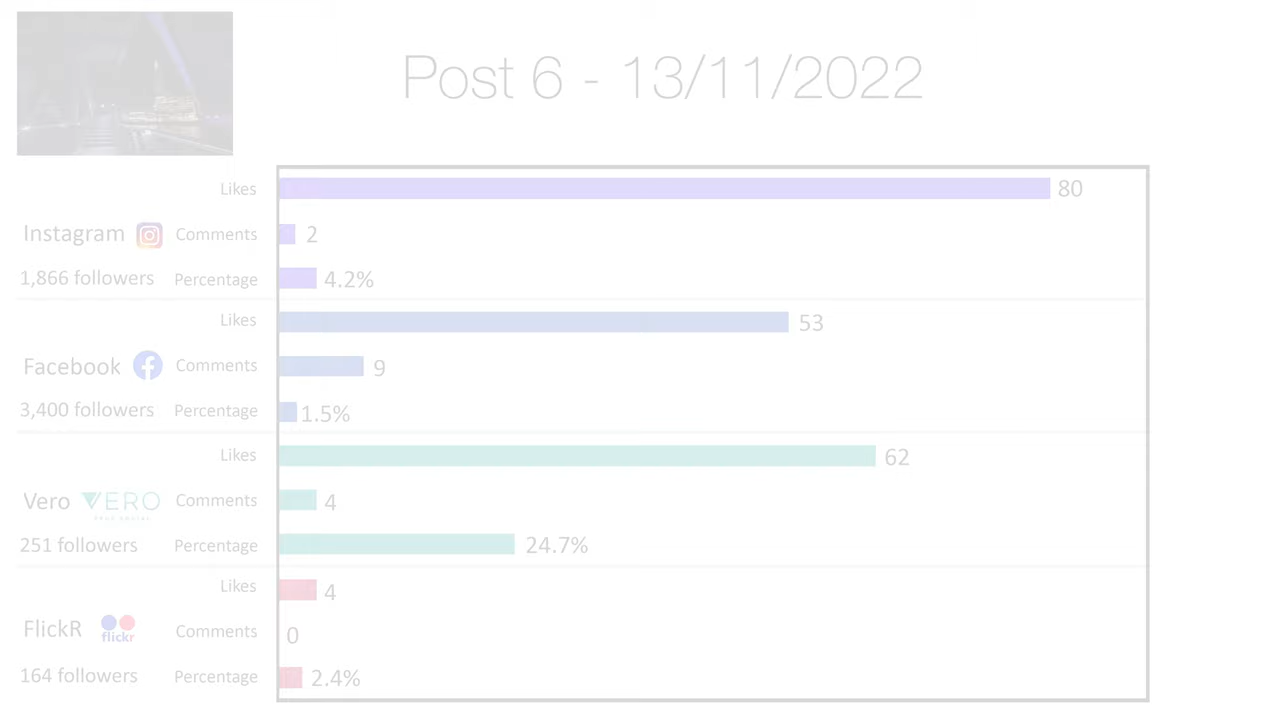 Post 6 - 13/11/2022
Likes 80
Instagram Comments 2
1,866 followers Percentage 4.2%
Likes 53
Facebook Comments 9
3,400 followers Percentage 1.5%
Likes 62
Vero VERO Comments 4
TRUE SOCIAL
251 followers Percentage 24.7%
Likes 4
FlickR flickr Comments 0
164 followers Percentage 2.4%